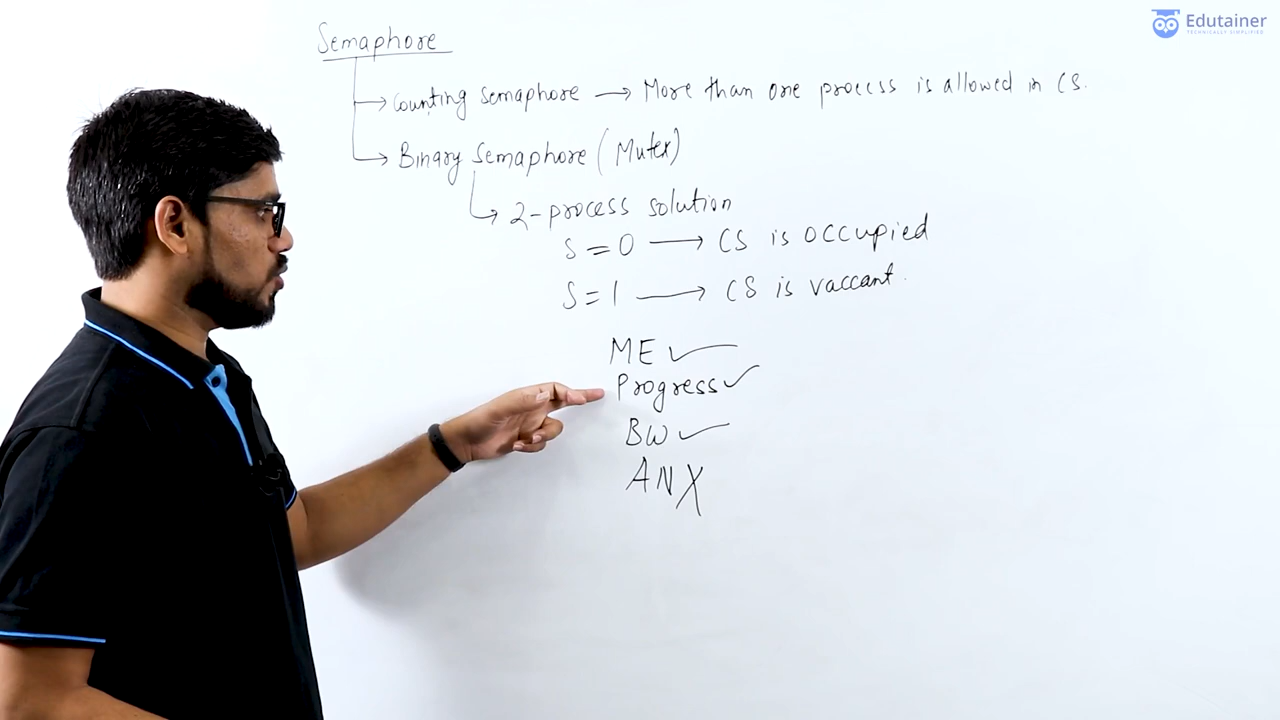 Edutainer
TECHNICALLY SIMPLIFIED
Semaphore
Counting Semaphore → More than one process is allowed in CS.
Binary Semaphore (Mutex)
2-process solution
S = 0 → CS is occupied
S = 1 → CS is vaccant.
ME ✓
Progress ✓
BW ✓
AN X